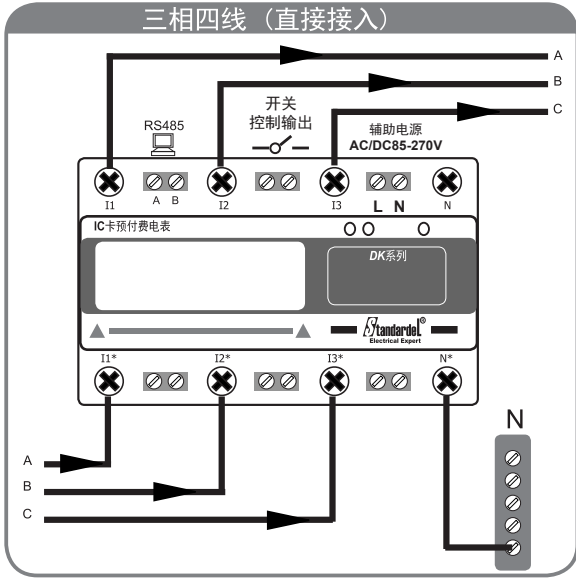 三相四线（直接接入）
A
B
C
RS485
开关
控制输出
辅助电源
AC/DC85-270V
I1
A B
I2
I3
L N
N
IC卡预付费电表
DK系列
Standardel®
Electrical Expert
I1*
I2*
I3*
N*
N
A
B
C